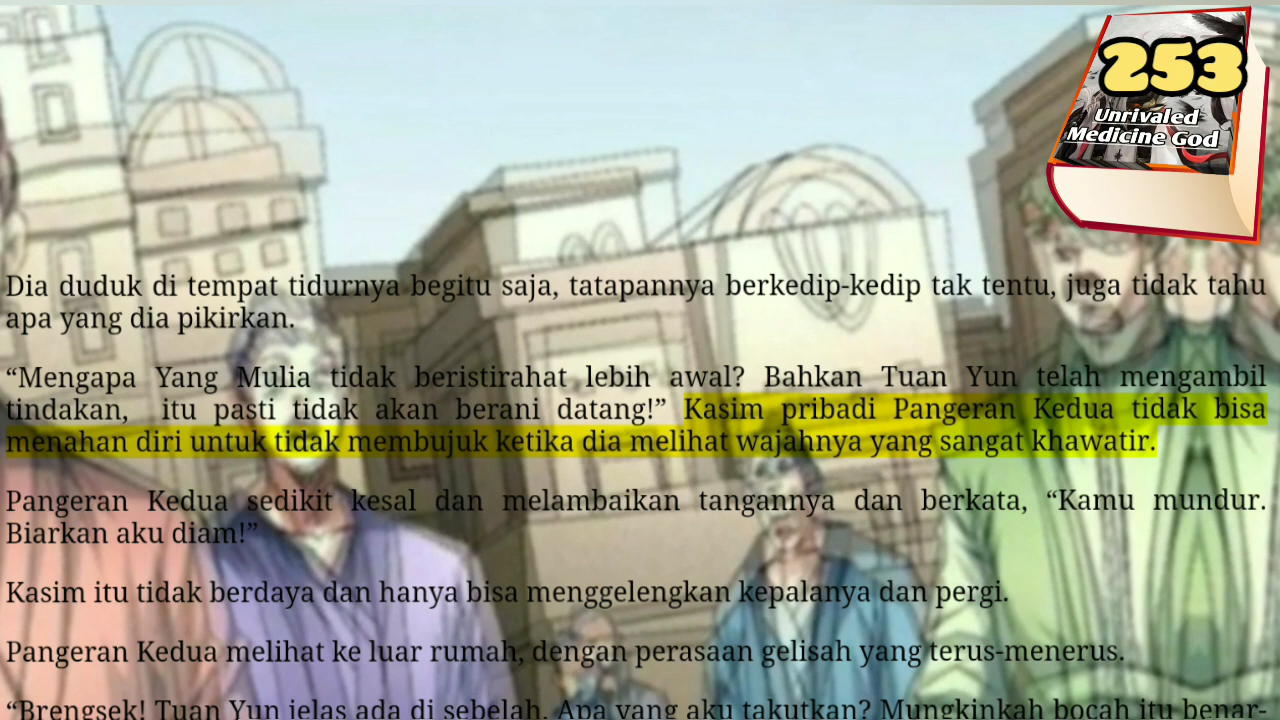 253
Unrivaled
Medicine God
Dia duduk di tempat tidurnya begitu saja, tatapannya berkedip-kedip tak tentu, juga tidak tahu
apa yang dia pikirkan.
“Mengapa Yang Mulia tidak beristirahat lebih awal? Bahkan Tuan Yun telah mengambil
tindakan, itu pasti tidak akan berani datang!” Kasim pribadi Pangeran Kedua tidak bisa
menahan diri untuk tidak membujuk ketika dia melihat wajahnya yang sangat khawatir.
Pangeran Kedua sedikit kesal dan melambaikan tangannya dan berkata, “Kamu mundur.
Biarkan aku diam!”
Kasim itu tidak berdaya dan hanya bisa menggelengkan kepalanya dan pergi.
Pangeran Kedua melihat ke luar rumah, dengan perasaan gelisah yang terus-menerus.
“Brengsek! Tuan Yun jelas ada di sebelah. Apa yang aku takutkan? Mungkinkah bocah itu benar-